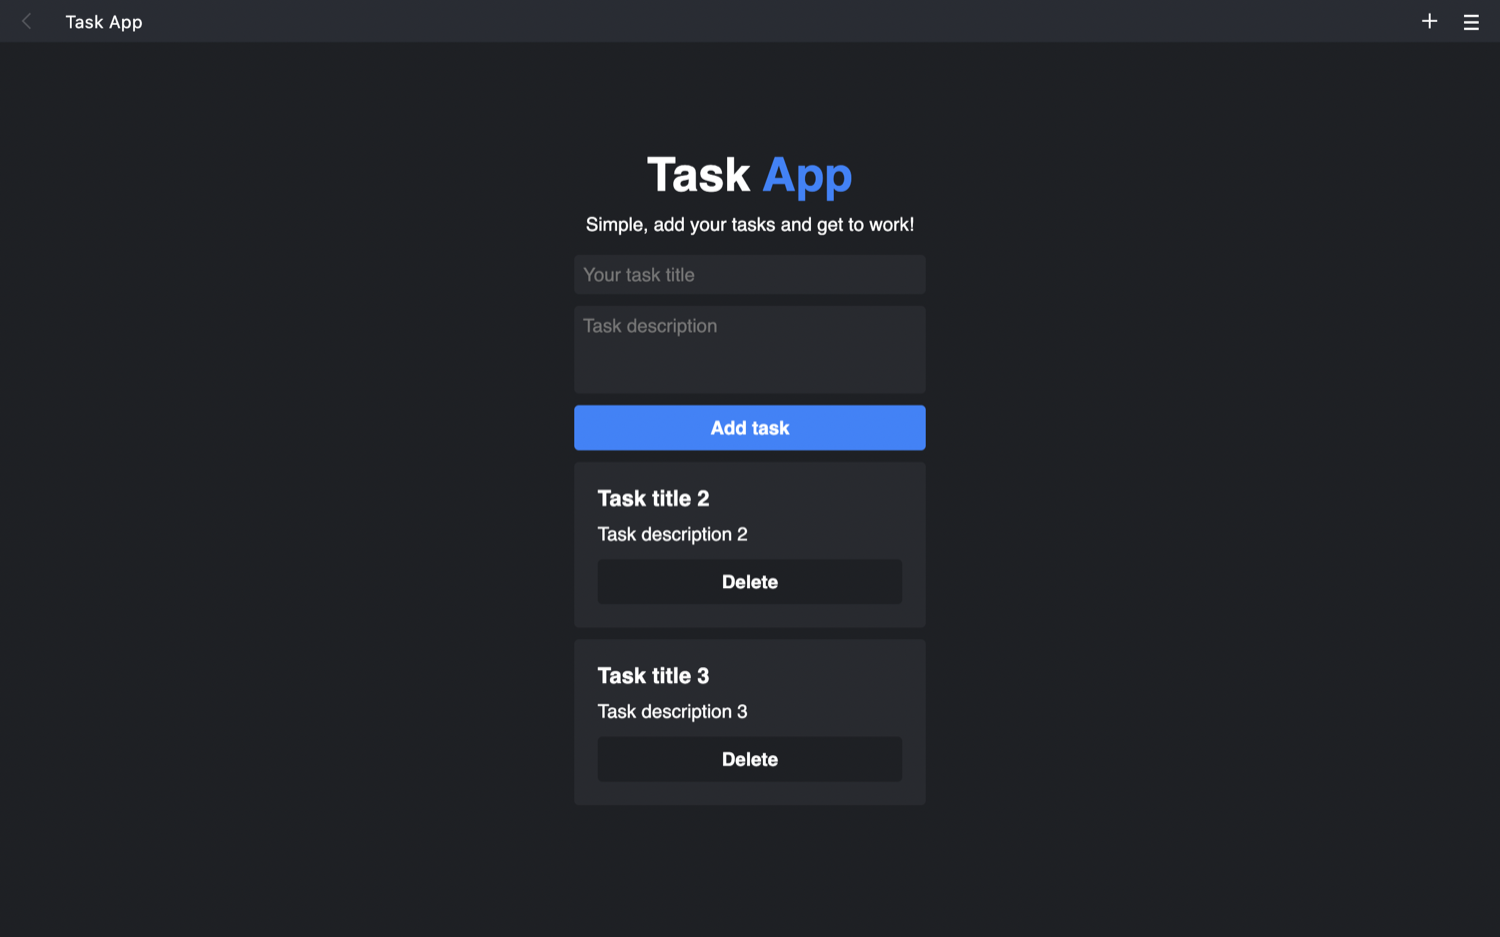 Task App
Task App
Simple, add your tasks and get to work!
Your task title
Task description
Add task
Task title 2
Task description 2
Delete
Task title 3
Task description 3
Delete